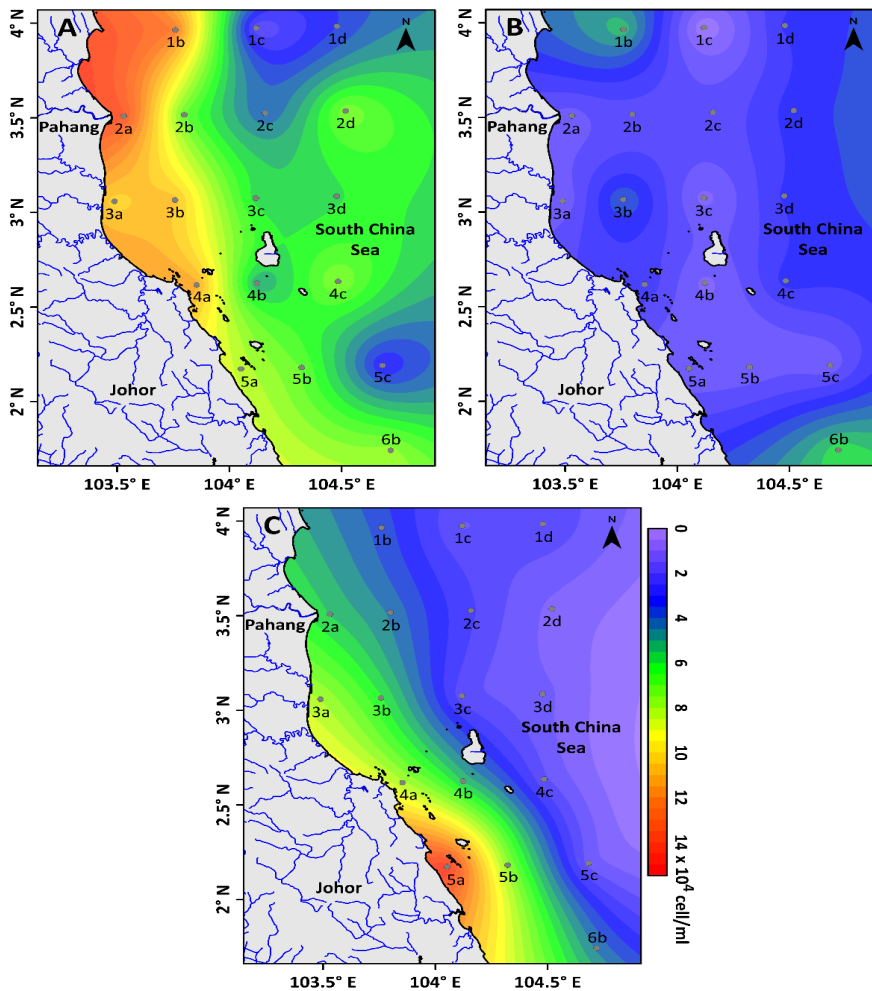 A
N
4° N
3.5° N
3° N
2.5° N
2° N
1b
1c
1d
2a
2b
2c
2d
3a
3b
3c
3d
4a
4b
4c
5a
5b
5c
6b
Pahang
South China
Sea
Johor
103.5° E
104° E
104.5° E
B
N
4° N
3.5° N
3° N
2.5° N
2° N
1b
1c
1d
2a
2b
2c
2d
3a
3b
3c
3d
4a
4b
4c
5a
5b
5c
6b
Pahang
South China
Sea
Johor
103.5° E
104° E
104.5° E
C
N
4° N
3.5° N
3° N
2.5° N
2° N
1b
1c
1d
2a
2b
2c
2d
3a
3b
3c
3d
4a
4b
4c
5a
5b
5c
6b
Pahang
South China
Sea
Johor
103.5° E
104° E
104.5° E
0
2
4
6
8
10
12
14 x 10⁴ cell/ml